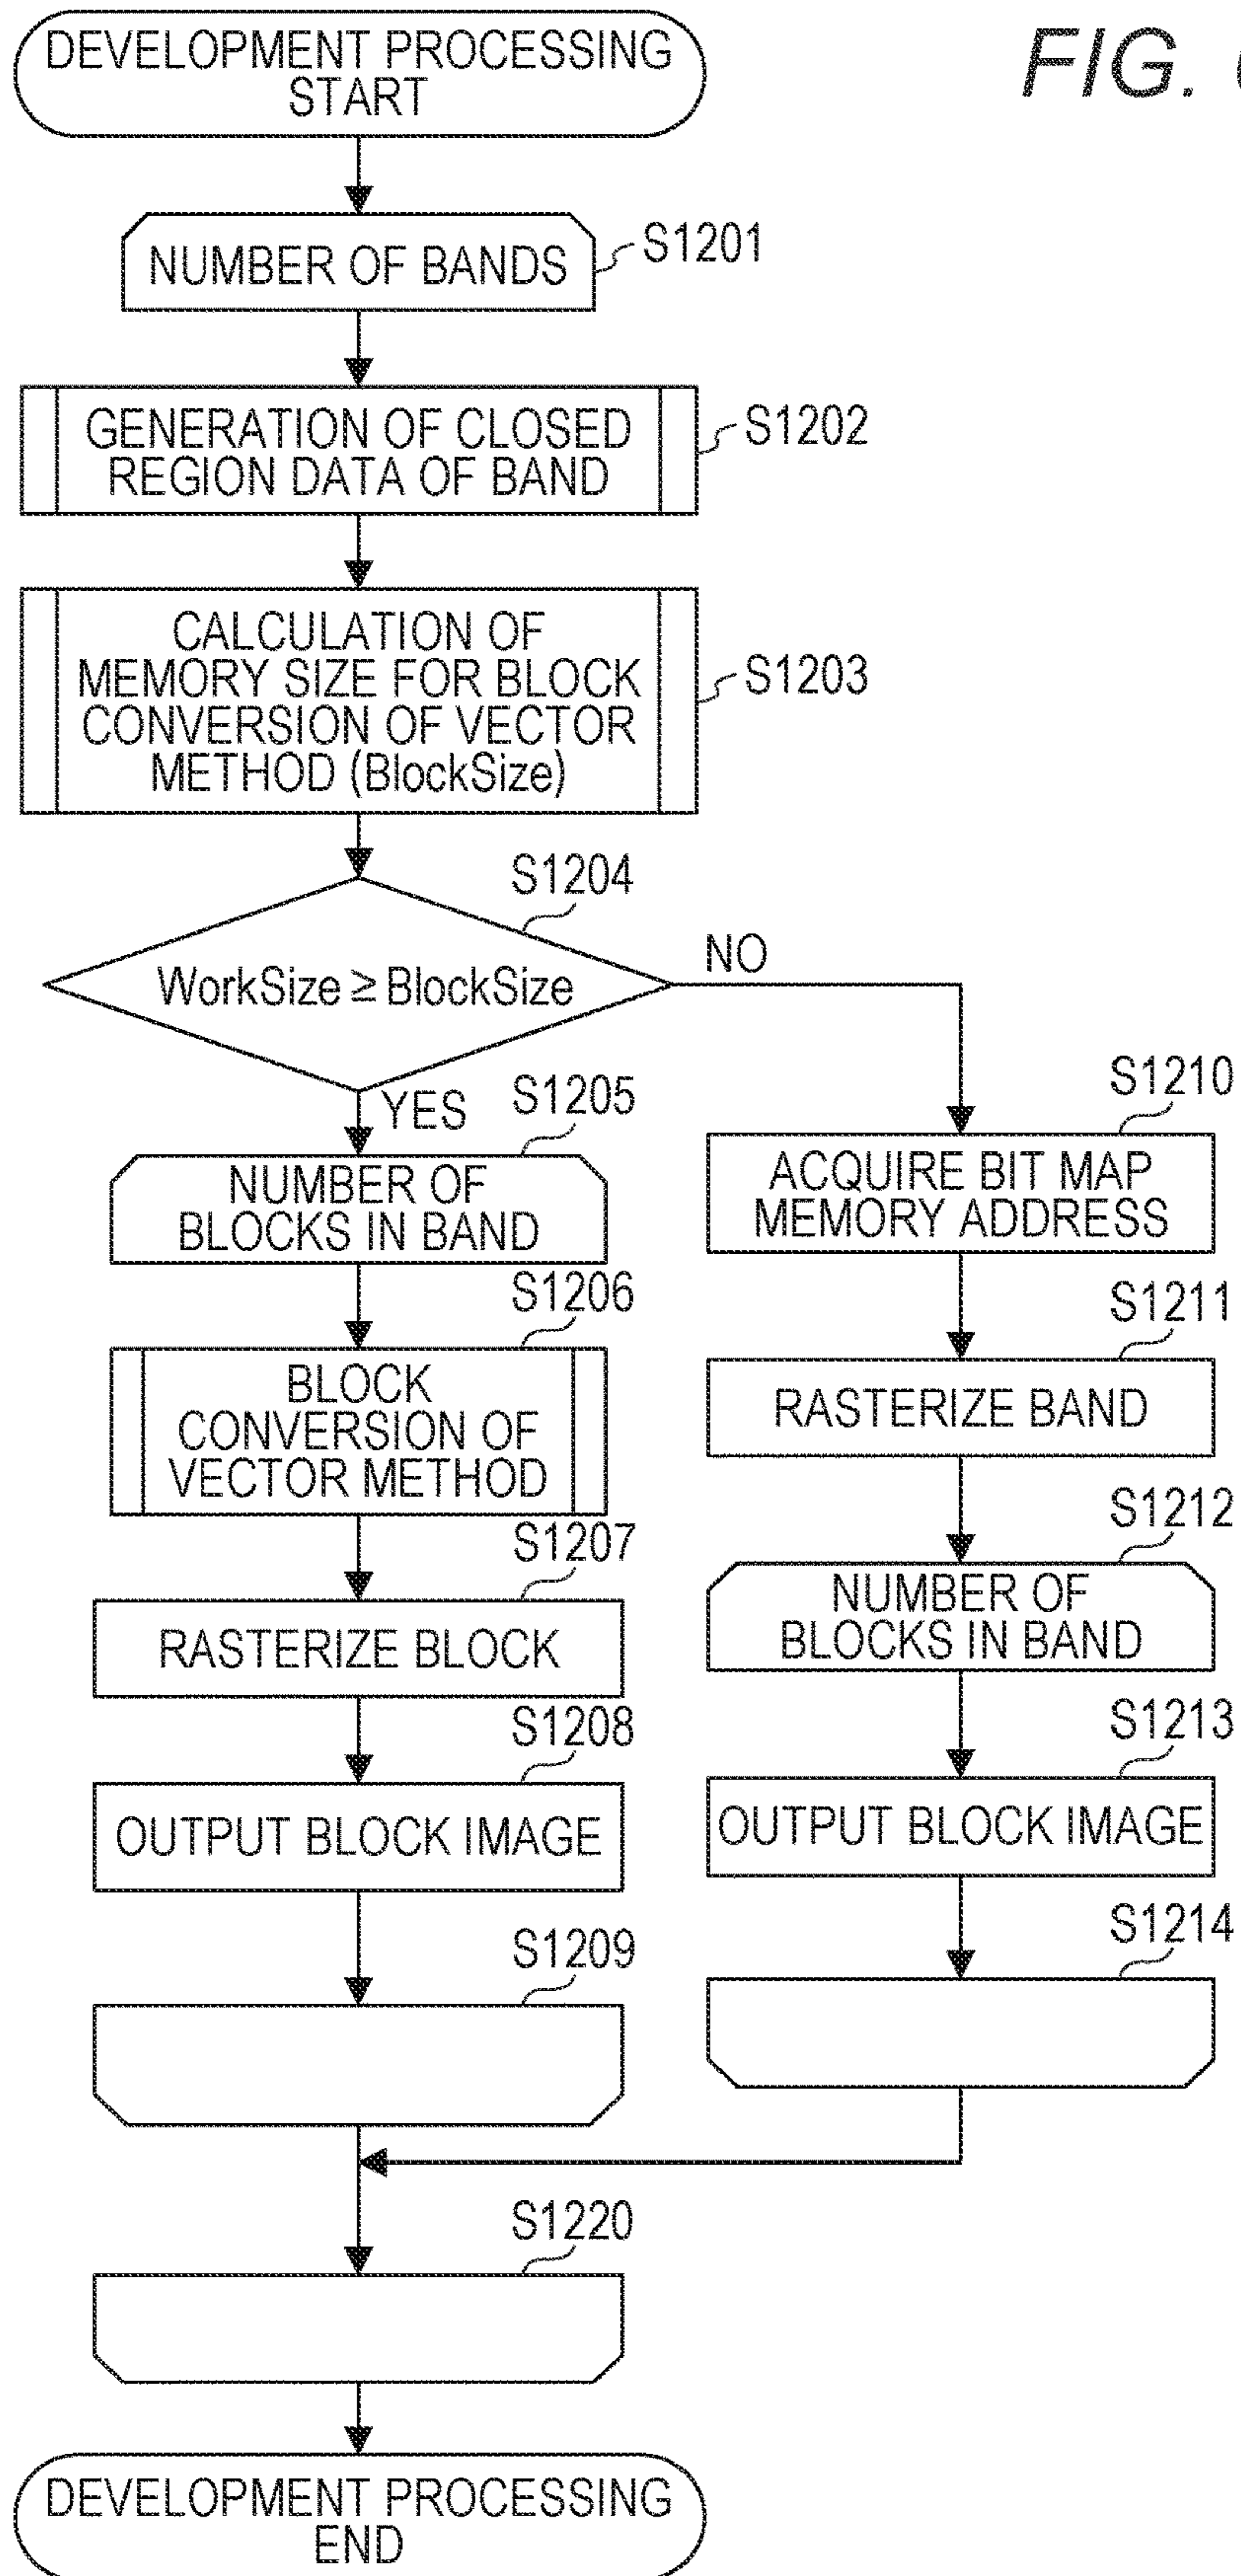 DEVELOPMENT PROCESSING
START
FIG.
NUMBER OF BANDS
S1201
GENERATION OF CLOSED
REGION DATA OF BAND
S1202
CALCULATION OF
MEMORY SIZE FOR BLOCK
CONVERSION OF VECTOR
METHOD (BlockSize)
S1203
S1204
WorkSize ≥ BlockSize
NO
YES
S1205
NUMBER OF
BLOCKS IN BAND
S1206
BLOCK
CONVERSION OF
VECTOR METHOD
S1207
RASTERIZE BLOCK
S1208
OUTPUT BLOCK IMAGE
S1209
S1210
ACQUIRE BIT MAP
MEMORY ADDRESS
S1211
RASTERIZE BAND
S1212
NUMBER OF
BLOCKS IN BAND
S1213
OUTPUT BLOCK IMAGE
S1214
S1220
DEVELOPMENT PROCESSING
END